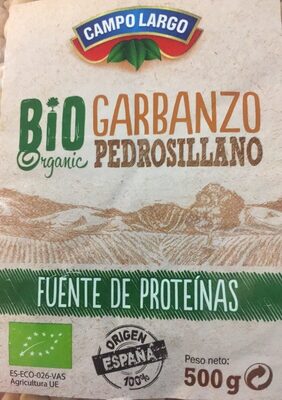 CAMPO LARGO
BiO
Organic
GARBANZO
PEDROSILLANO
FUENTE DE PROTEÍNAS
ES-ECO-026-VAS
Agricultura UE
ORIGEN
ESPAÑA
100%
Peso neto:
500 g